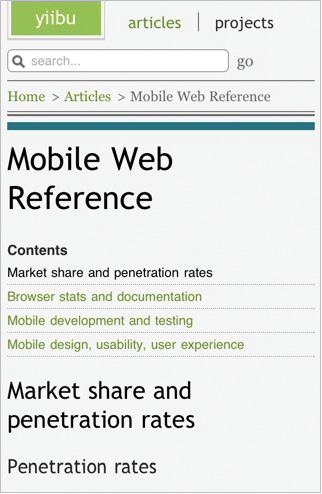 yiibu
articles | projects
search... go
Home > Articles > Mobile Web Reference
Mobile Web
Reference
Contents
Market share and penetration rates
Browser stats and documentation
Mobile development and testing
Mobile design, usability, user experience
Market share and
penetration rates
Penetration rates